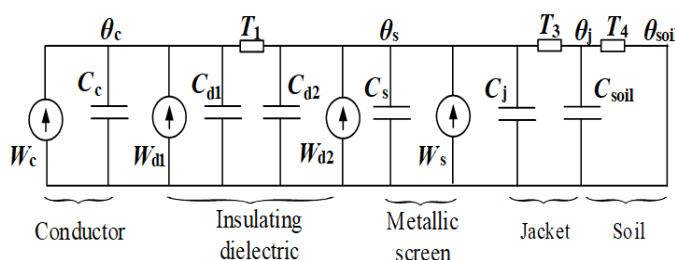 θc T1 θs T3 θj T4 θsoil
Cc Cd1 Cd2 Cs Cj Csoil
Wc Wd1 Wd2 Ws
Conductor Insulating dielectric Metallic screen Jacket Soil